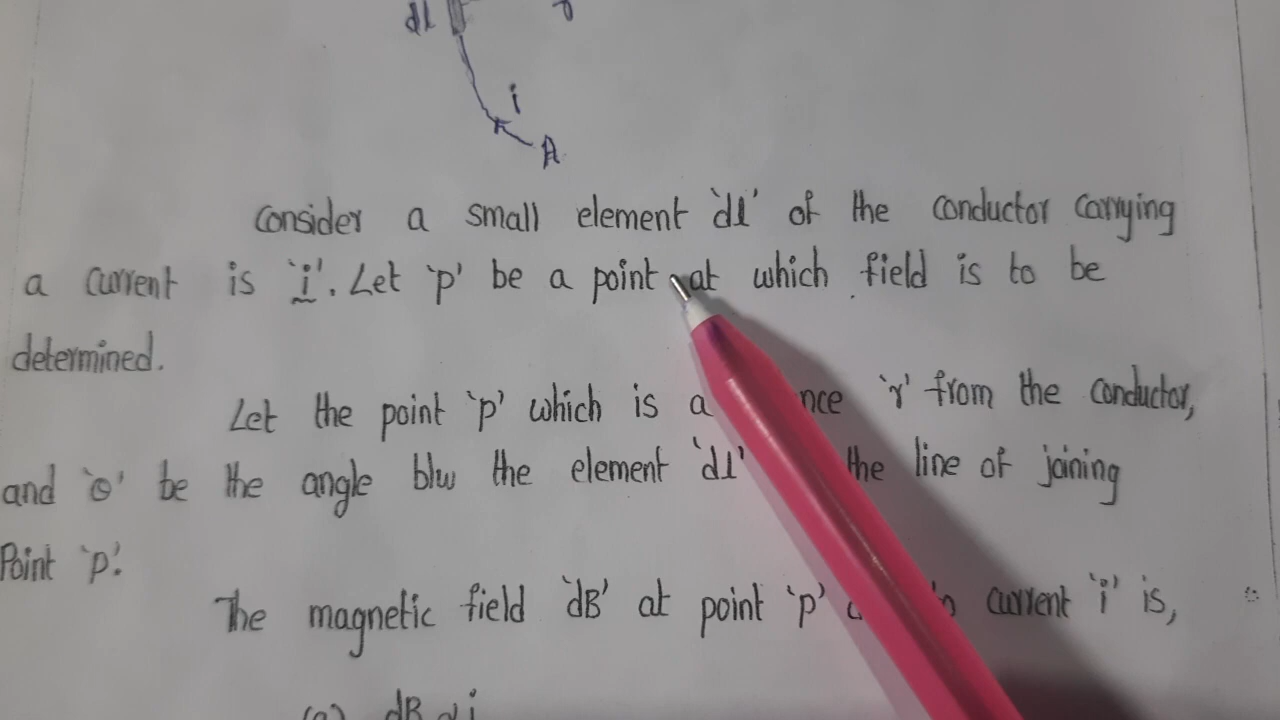 dl
i
A
Consider a small element 'dl' of the conductor carrying
a current is 'i'. Let 'p' be a point at which field is to be
determined.
Let the point 'p' which is a nce 'r' from the conductor,
and 'θ' be the angle b/w the element 'dl' the line of joining
Point 'p'.
The magnetic field 'dB' at point 'p' current 'i' is,
(a) dB α i